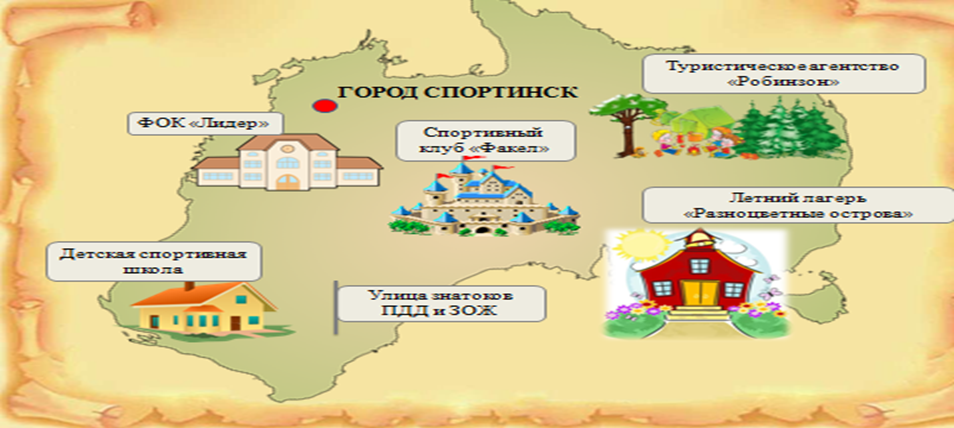 Туристическое агентство
«Робинзон»
ГОРОД СПОРТИНСК
ФОК «Лидер»
Спортивный
клуб «Факел»
Летний лагерь
«Разноцветные острова»
Детская спортивная
школа
Улица знатоков
ПДД и ЗОЖ